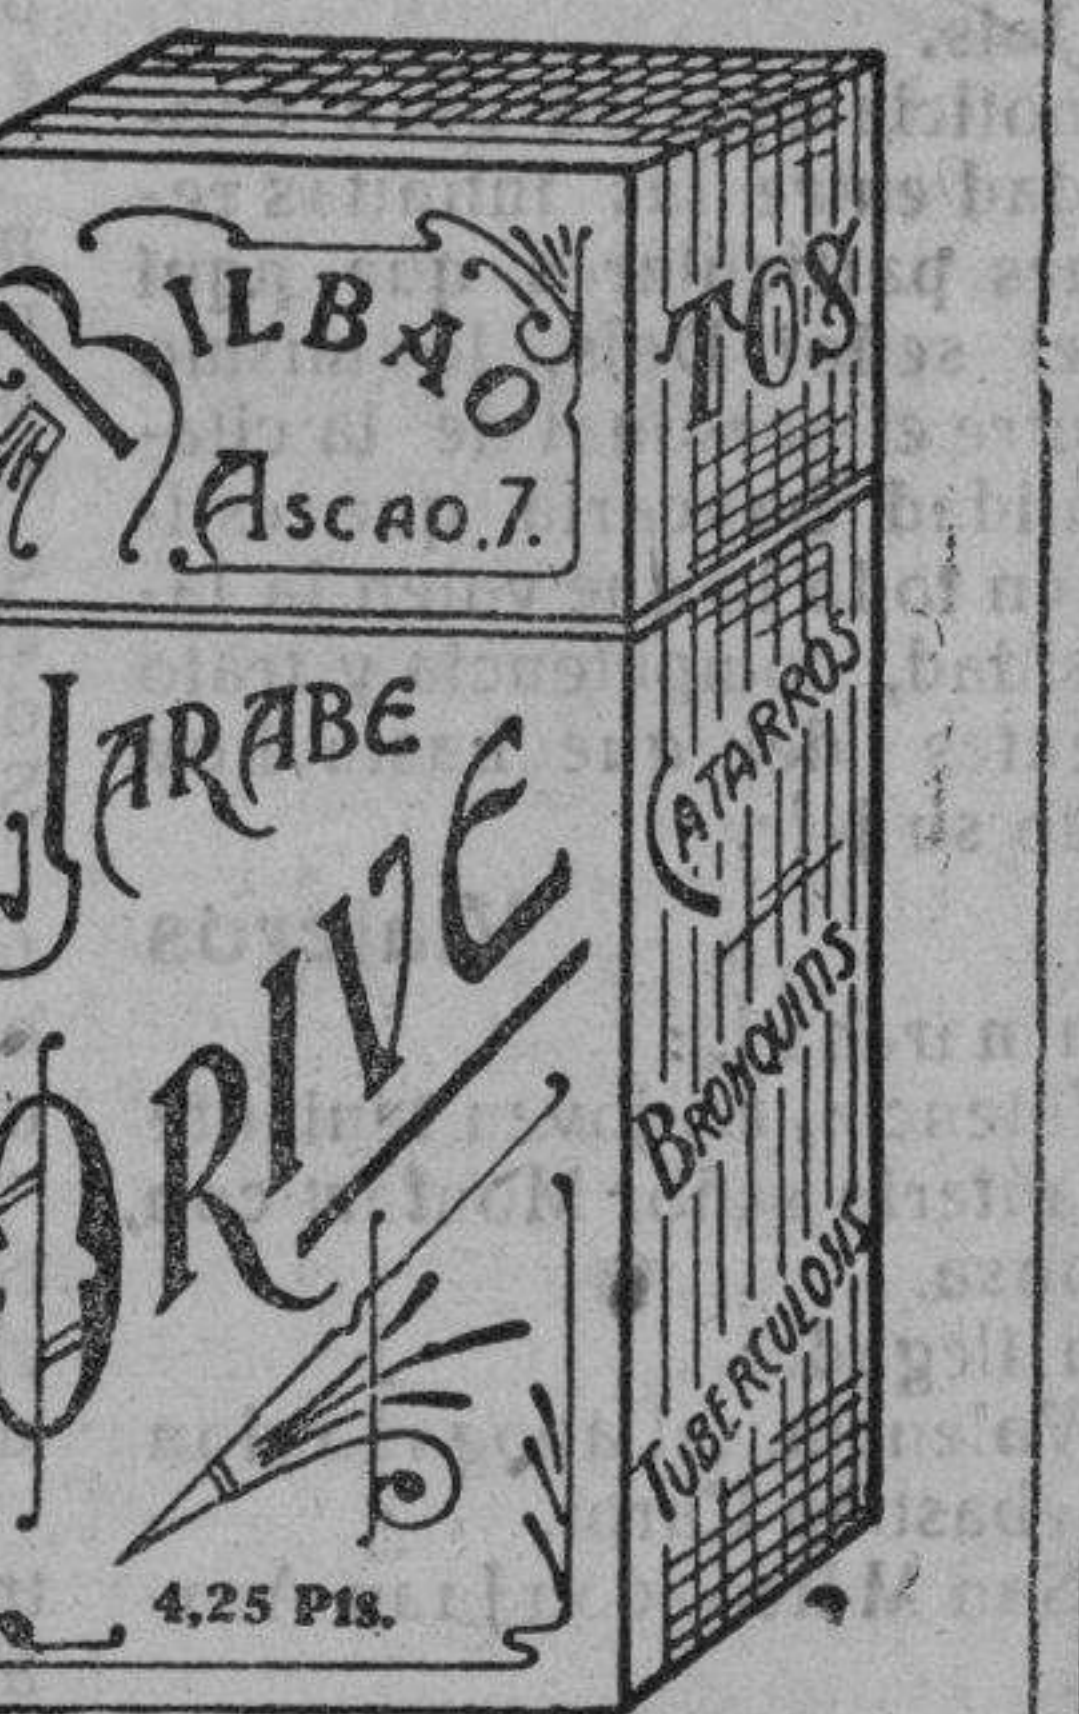 BILBAO
ASCAO.7.
JARABE
ORIVE
4,25 Pts.
TOS
CATARROS
BRONQUITIS
TUBERCULOSIS